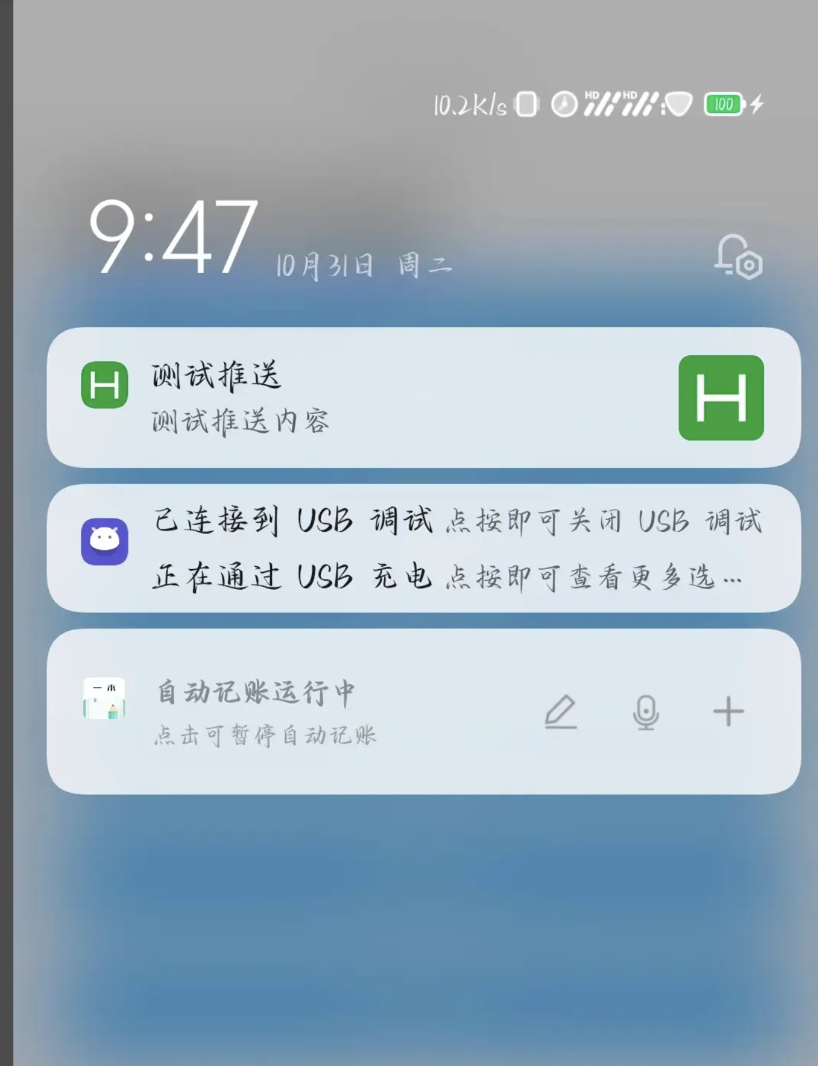 10.2K/s HD HD 100
9:47 10月31日 周二
H 测试推送 H
测试推送内容
已连接到 USB 调试 点按即可关闭 USB 调试
正在通过 USB 充电 点按即可查看更多选…
一木 自动记账运行中
点击可暂停自动记账